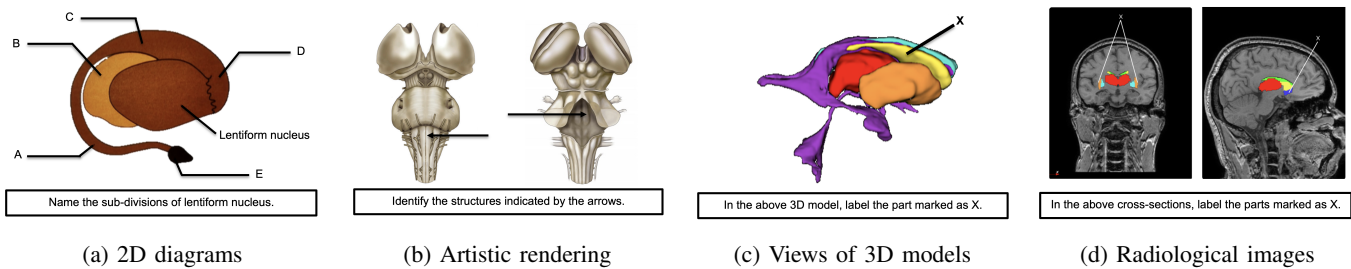 C
B
D
Lentiform nucleus
A
E
Name the sub-divisions of lentiform nucleus.
(a) 2D diagrams
Identify the structures indicated by the arrows.
(b) Artistic rendering
X
In the above 3D model, label the part marked as X.
(c) Views of 3D models
X
X
In the above cross-sections, label the parts marked as X.
(d) Radiological images